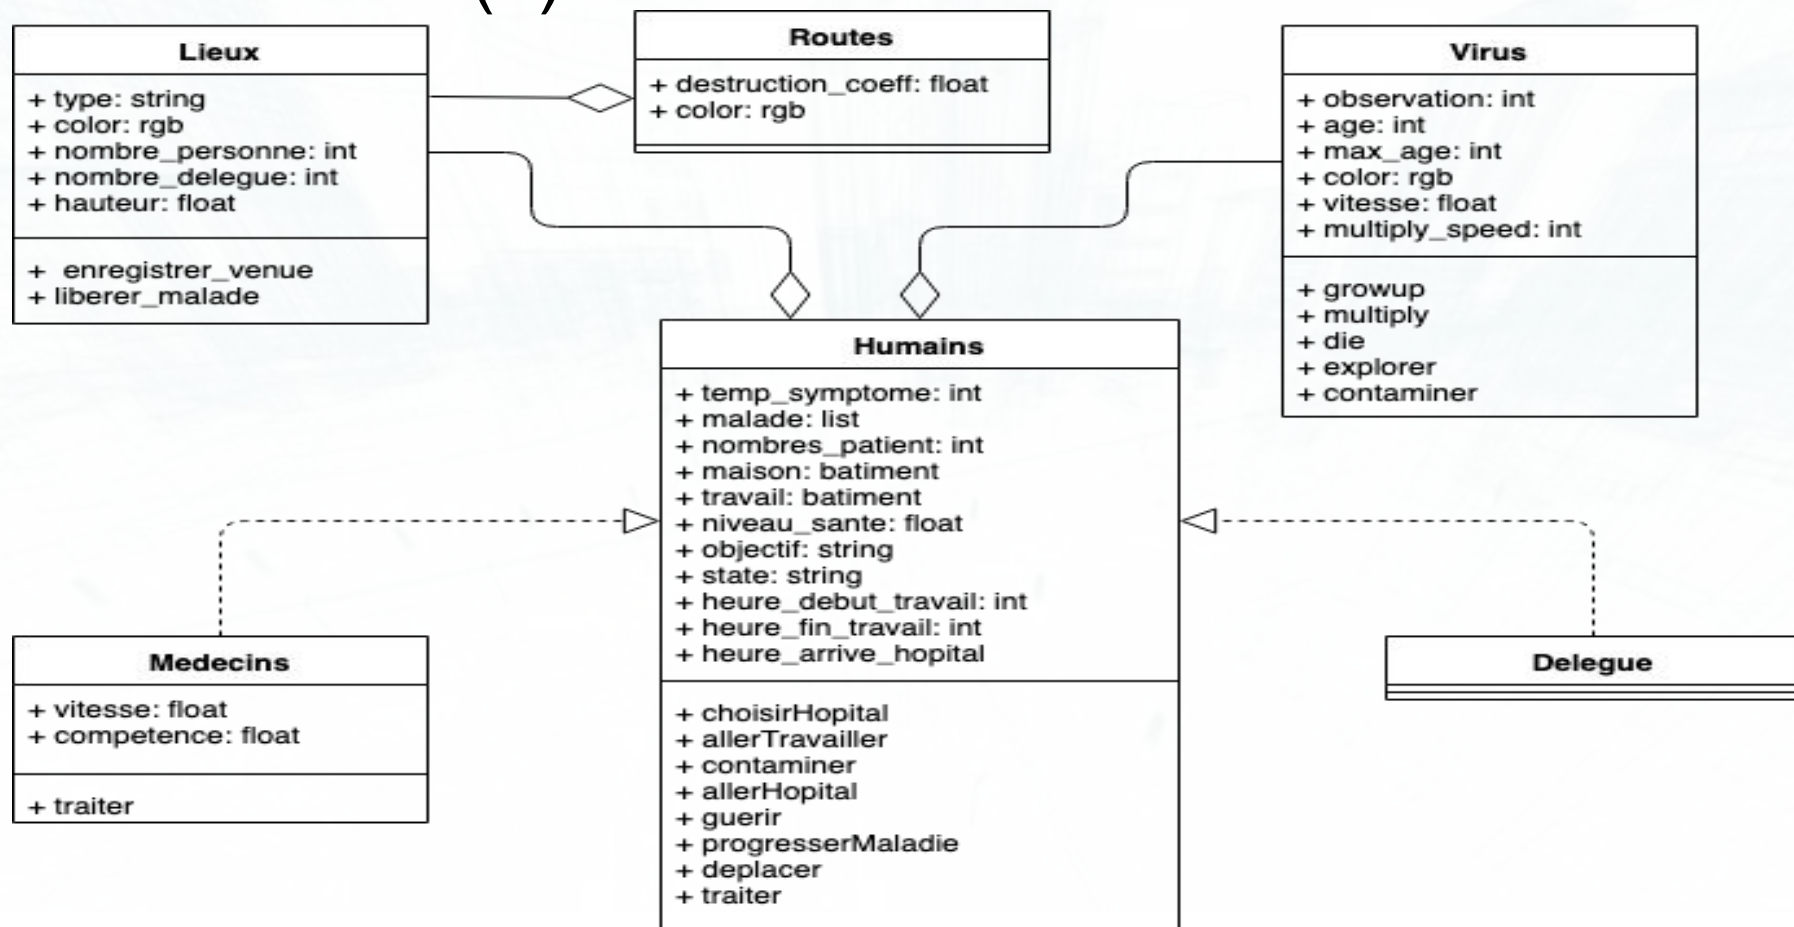 Lieux
+ type: string
+ color: rgb
+ nombre_personne: int
+ nombre_delegue: int
+ hauteur: float
+ enregistrer_venue
+ liberer_malade
Routes
+ destruction_coeff: float
+ color: rgb
Virus
+ observation: int
+ age: int
+ max_age: int
+ color: rgb
+ vitesse: float
+ multiply_speed: int
+ growup
+ multiply
+ die
+ explorer
+ contaminer
Humains
+ temp_symptome: int
+ malade: list
+ nombres_patient: int
+ maison: batiment
+ travail: batiment
+ niveau_sante: float
+ objectif: string
+ state: string
+ heure_debut_travail: int
+ heure_fin_travail: int
+ heure_arrive_hopital
+ choisirHopital
+ allerTravailler
+ contaminer
+ allerHopital
+ guerir
+ progresserMaladie
+ deplacer
+ traiter
Medecins
+ vitesse: float
+ competence: float
+ traiter
Delegue